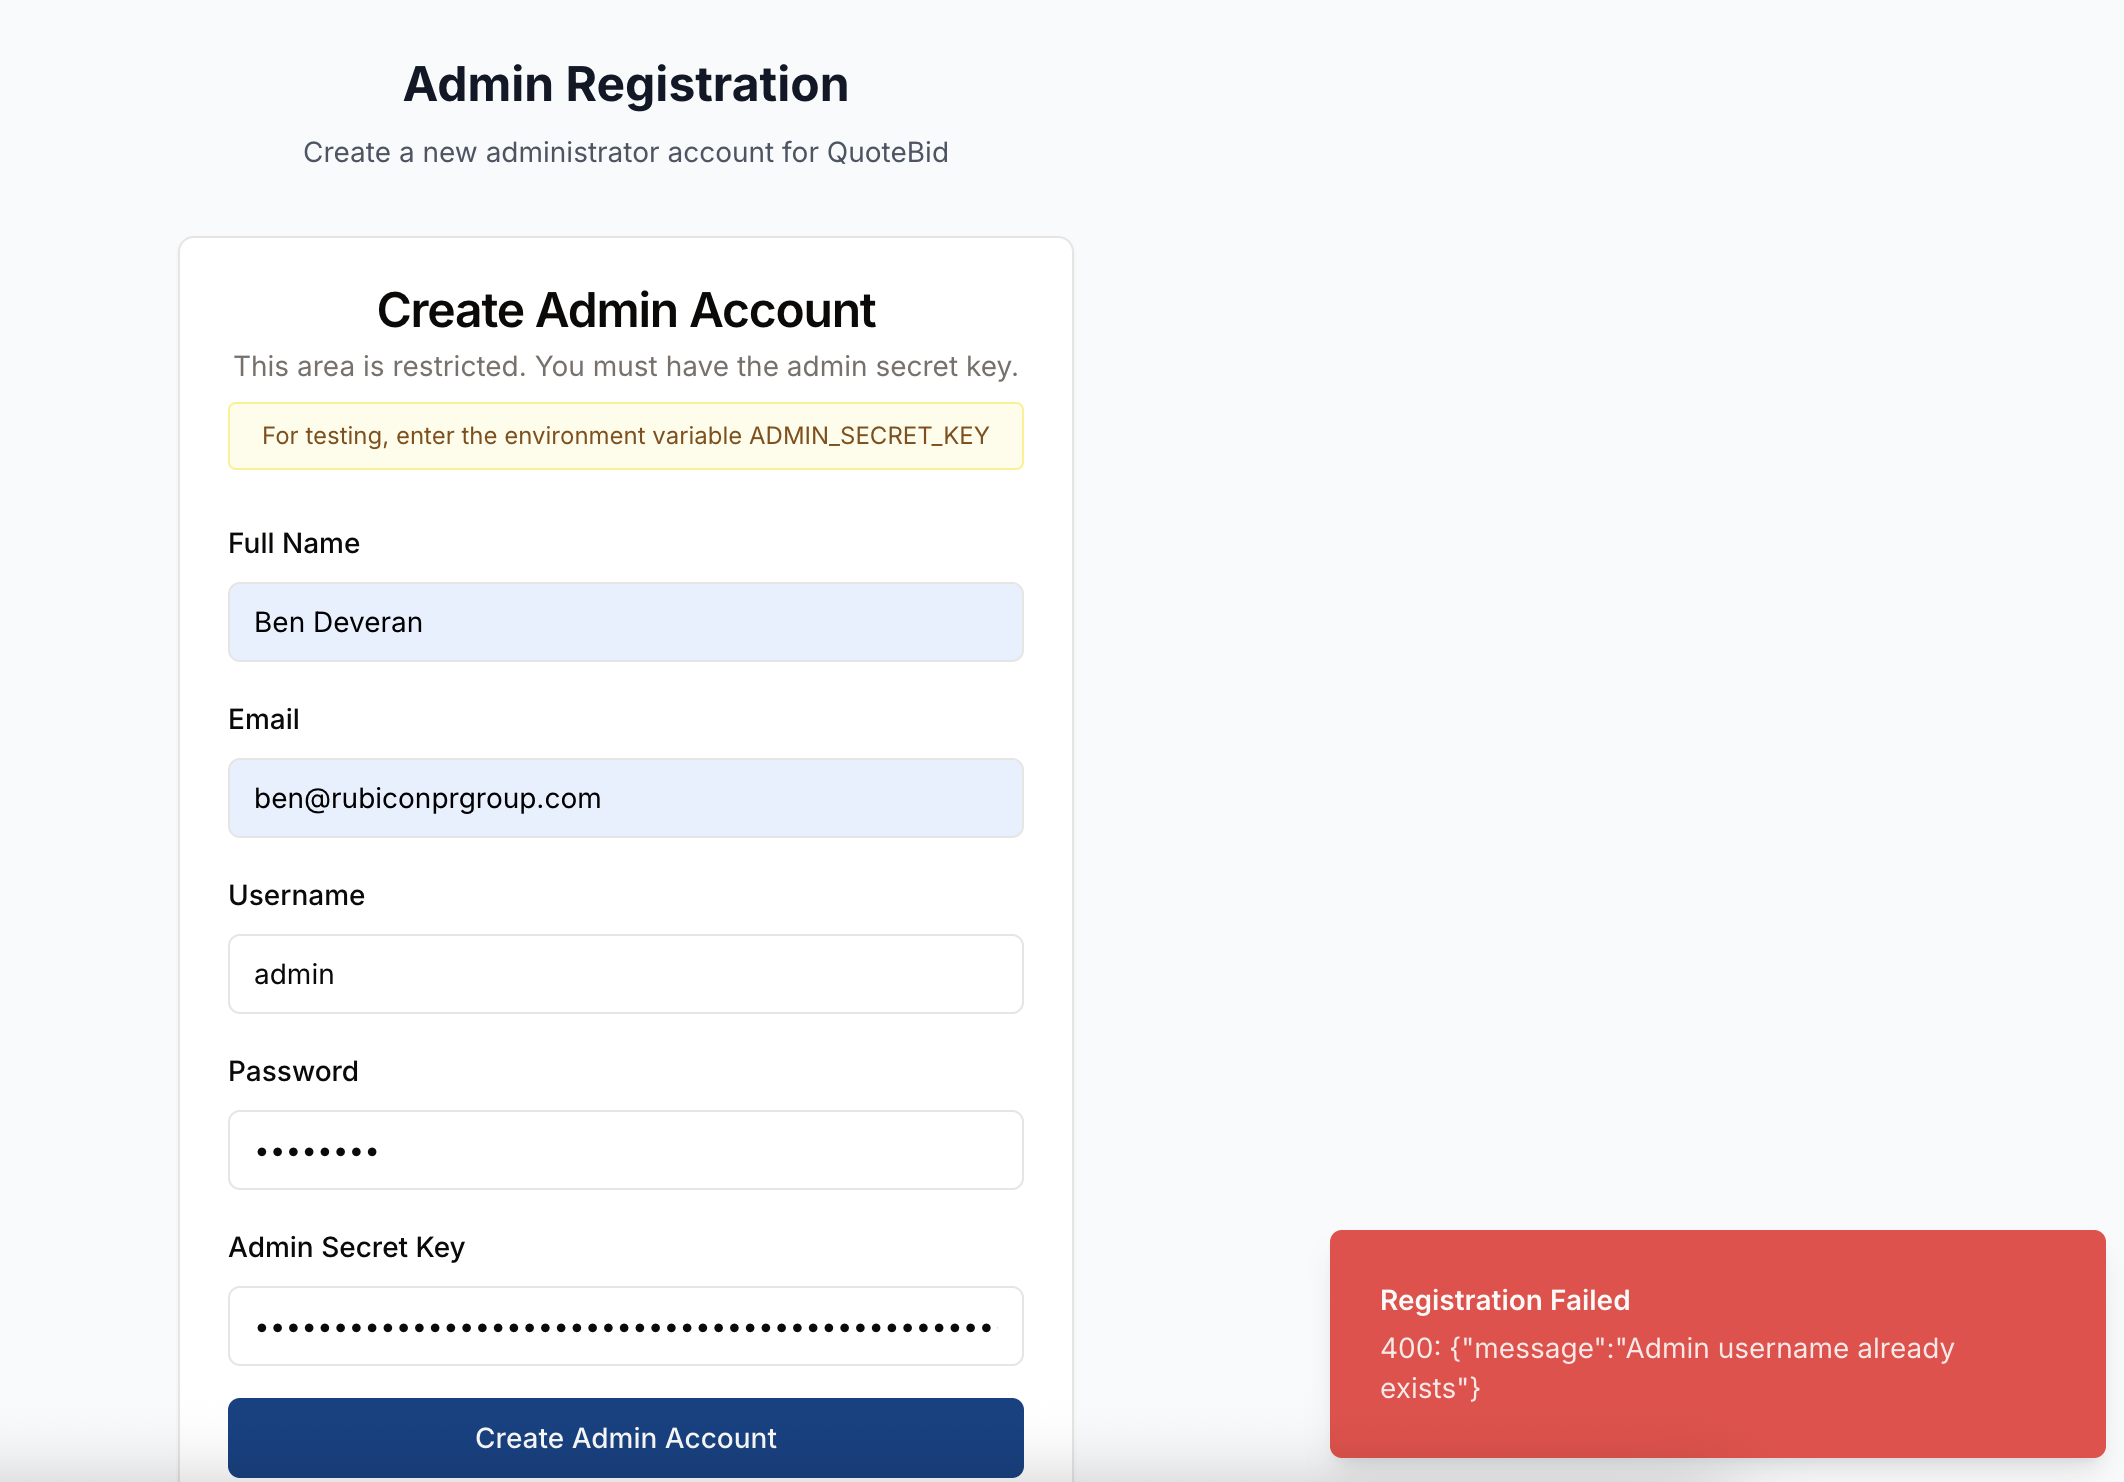 Admin Registration
Create a new administrator account for QuoteBid
Create Admin Account
This area is restricted. You must have the admin secret key.
For testing, enter the environment variable ADMIN_SECRET_KEY
Full Name
Ben Deveran
Email
ben@rubiconprgroup.com
Username
admin
Password
••••••••
Admin Secret Key
•••••••••••••••••••••••••••••••••••••••••••••••
Create Admin Account
Registration Failed
400: {"message":"Admin username already
exists"}